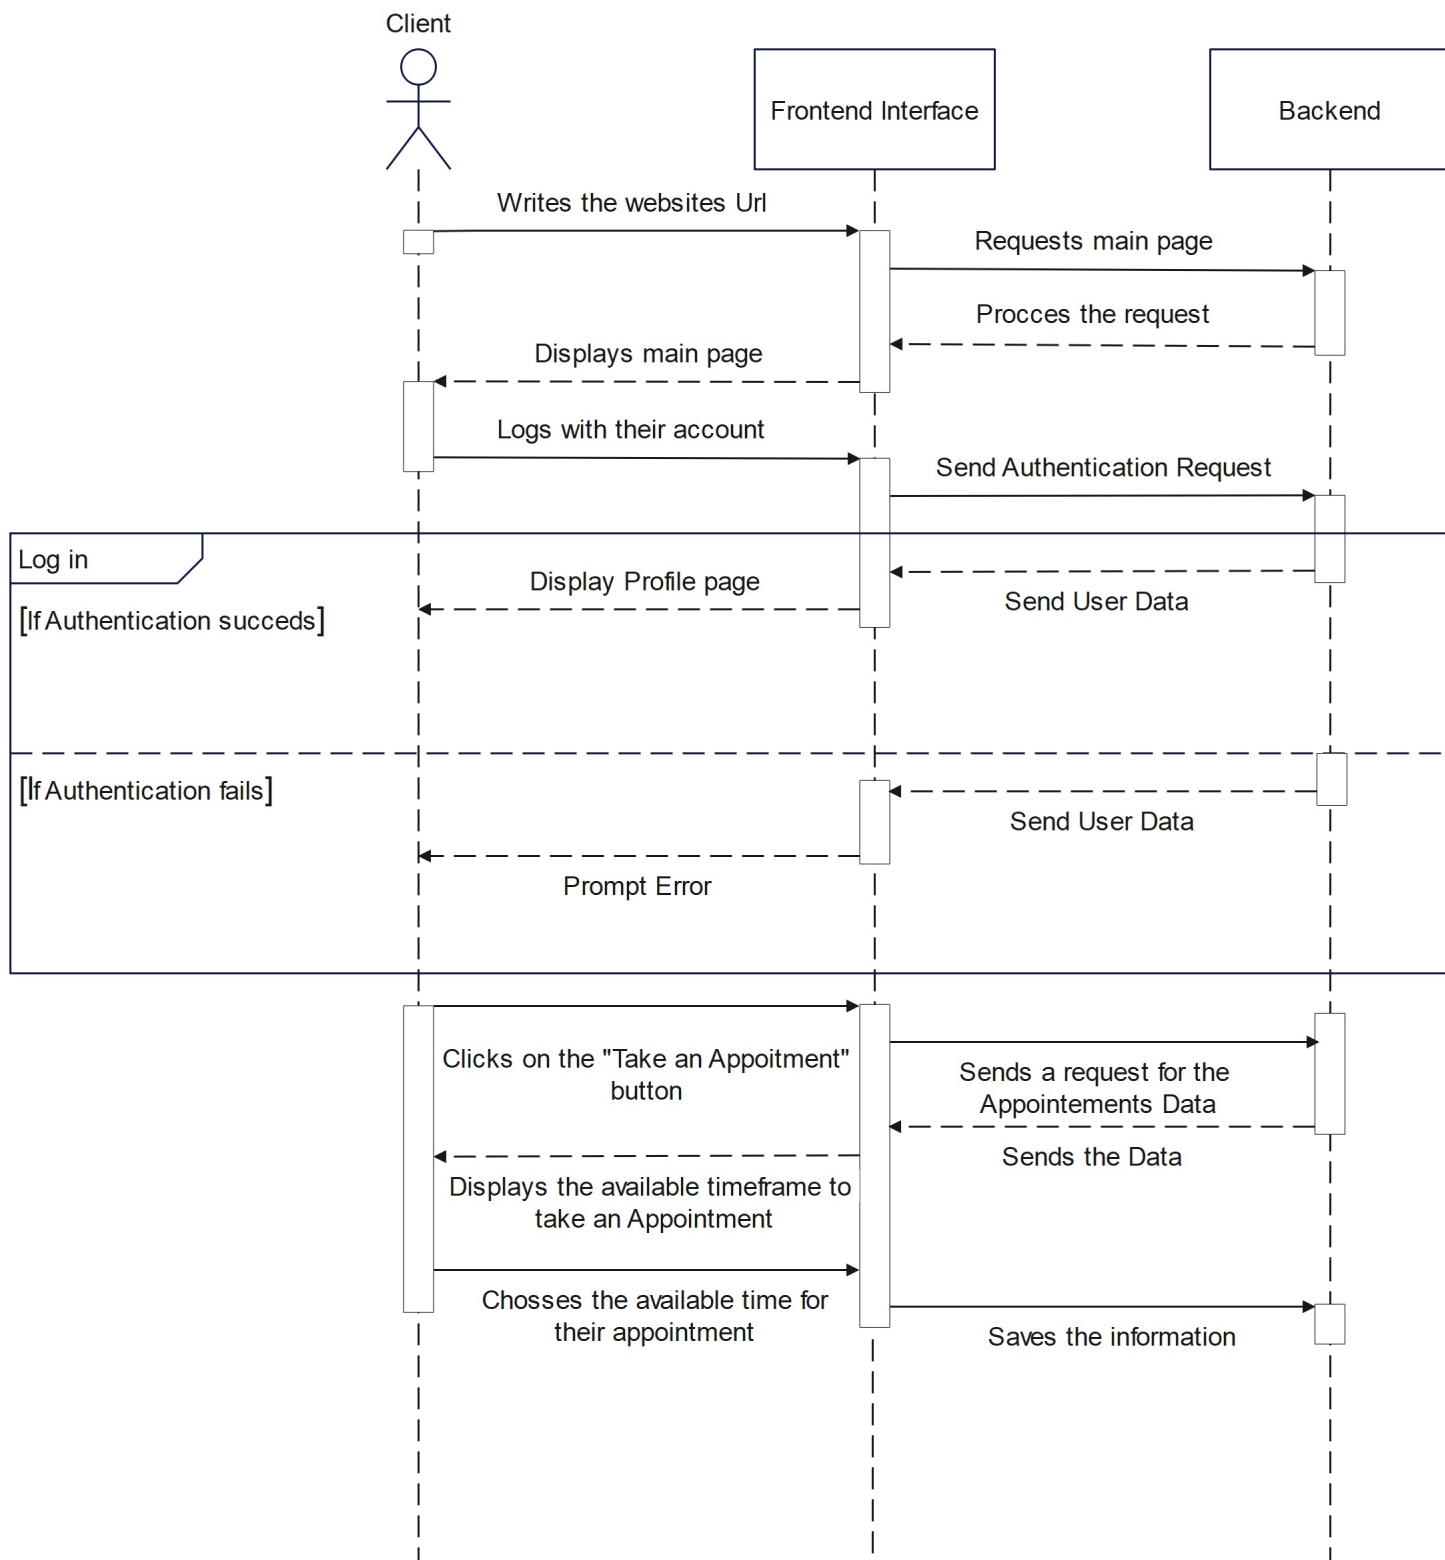 Client
Frontend Interface
Backend
Writes the websites Url
Requests main page
Procces the request
Displays main page
Logs with their account
Send Authentication Request
Log in
Display Profile page
Send User Data
[If Authentication succeds]
[If Authentication fails]
Send User Data
Prompt Error
Clicks on the "Take an Appoitment"
button
Sends a request for the
Appointements Data
Sends the Data
Displays the available timeframe to
take an Appointment
Chosses the available time for
their appointment
Saves the information